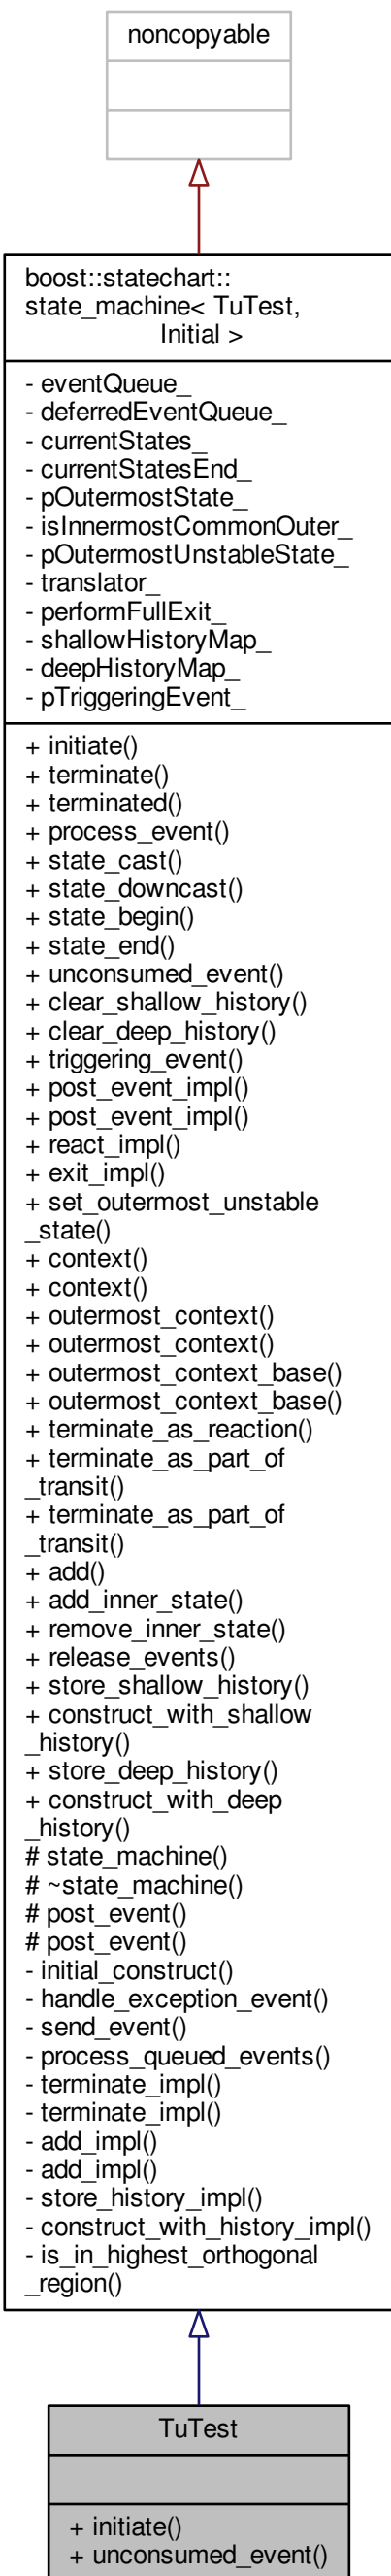 noncopyable
boost::statechart::
state_machine< TuTest,
Initial >
- eventQueue_
- deferredEventQueue_
- currentStates_
- currentStatesEnd_
- pOutermostState_
- isInnermostCommonOuter_
- pOutermostUnstableState_
- translator_
- performFullExit_
- shallowHistoryMap_
- deepHistoryMap_
- pTriggeringEvent_
+ initiate()
+ terminate()
+ terminated()
+ process_event()
+ state_cast()
+ state_downcast()
+ state_begin()
+ state_end()
+ unconsumed_event()
+ clear_shallow_history()
+ clear_deep_history()
+ triggering_event()
+ post_event_impl()
+ post_event_impl()
+ react_impl()
+ exit_impl()
+ set_outermost_unstable
_state()
+ context()
+ context()
+ outermost_context()
+ outermost_context()
+ outermost_context_base()
+ outermost_context_base()
+ terminate_as_reaction()
+ terminate_as_part_of
_transit()
+ terminate_as_part_of
_transit()
+ add()
+ add_inner_state()
+ remove_inner_state()
+ release_events()
+ store_shallow_history()
+ construct_with_shallow
_history()
+ store_deep_history()
+ construct_with_deep
_history()
# state_machine()
# ~state_machine()
# post_event()
# post_event()
- initial_construct()
- handle_exception_event()
- send_event()
- process_queued_events()
- terminate_impl()
- terminate_impl()
- add_impl()
- add_impl()
- store_history_impl()
- construct_with_history_impl()
- is_in_highest_orthogonal
_region()
TuTest
+ initiate()
+ unconsumed_event()